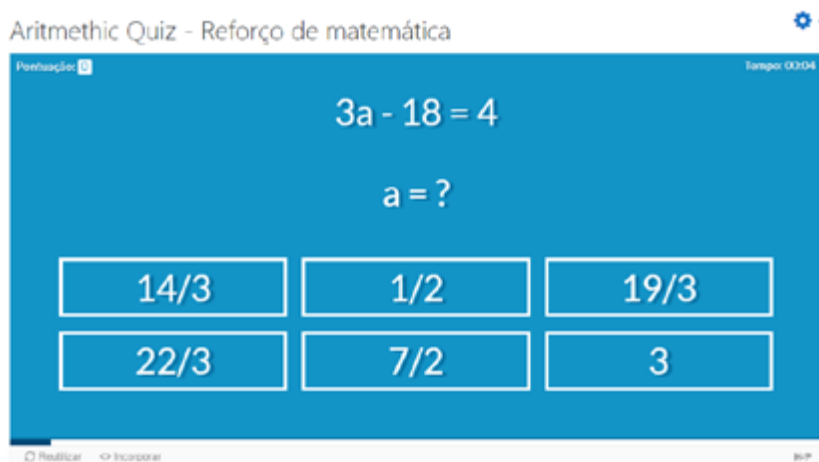 Aritmethic Quiz - Reforço de matemática
Pontuação: 0
Tempo: 00:04
3a - 18 = 4
a = ?
14/3 1/2 19/3
22/3 7/2 3
Reutilizar <> Incorporar
H-P